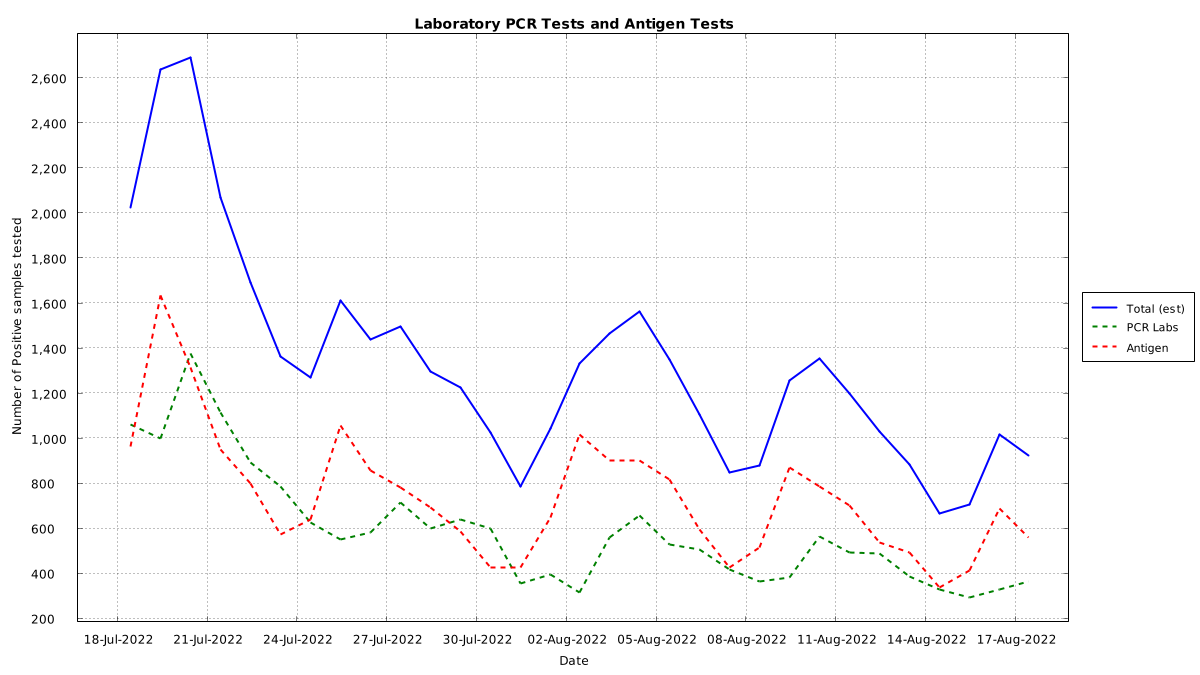 Laboratory PCR Tests and Antigen Tests
Number of Positive samples tested
2,600
2,400
2,200
2,000
1,800
1,600
1,400
1,200
1,000
800
600
400
200
18-Jul-2022 21-Jul-2022 24-Jul-2022 27-Jul-2022 30-Jul-2022 02-Aug-2022 05-Aug-2022 08-Aug-2022 11-Aug-2022 14-Aug-2022 17-Aug-2022
Date
Total (est)
PCR Labs
Antigen